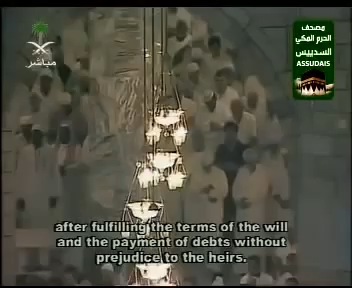 مباشر
مصحف
الحرم المكي
السديس
ASSUDAIS
after fulfilling the terms of the will
and the payment of debts without
prejudice to the heirs.